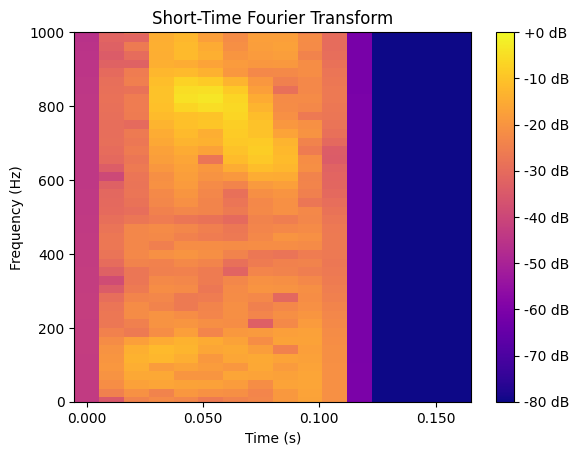 Short-Time Fourier Transform
1000
800
600
400
200
0
Frequency (Hz)
0.000
0.050
0.100
0.150
Time (s)
+0 dB
-10 dB
-20 dB
-30 dB
-40 dB
-50 dB
-60 dB
-70 dB
-80 dB